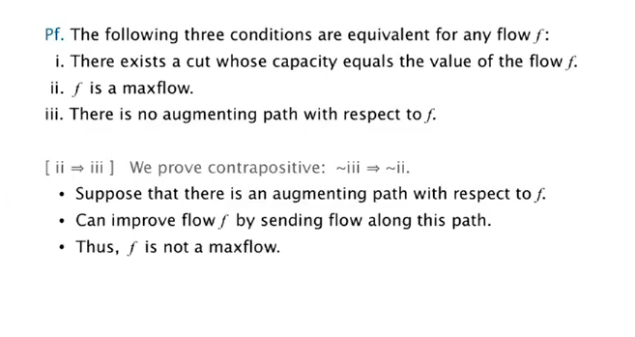 Pf. The following three conditions are equivalent for any flow f:
i. There exists a cut whose capacity equals the value of the flow f.
ii. f is a maxflow.
iii. There is no augmenting path with respect to f.
[ ii ⇒ iii ] We prove contrapositive: ~iii ⇒ ~ii.
• Suppose that there is an augmenting path with respect to f.
• Can improve flow f by sending flow along this path.
• Thus, f is not a maxflow.